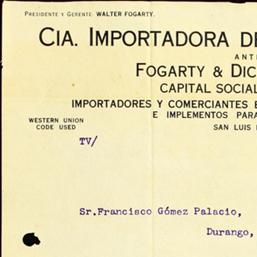 PRESIDENTE Y GERENTE: WALTER FOGARTY.
CIA. IMPORTADORA DE
ANT
FOGARTY & DIC
CAPITAL SOCIAL
IMPORTADORES Y COMERCIANTES E
E IMPLEMENTOS PARA
SAN LUIS
WESTERN UNION
CODE USED
TV/
Sr.Francisco Gómez Palacio,
Durango,